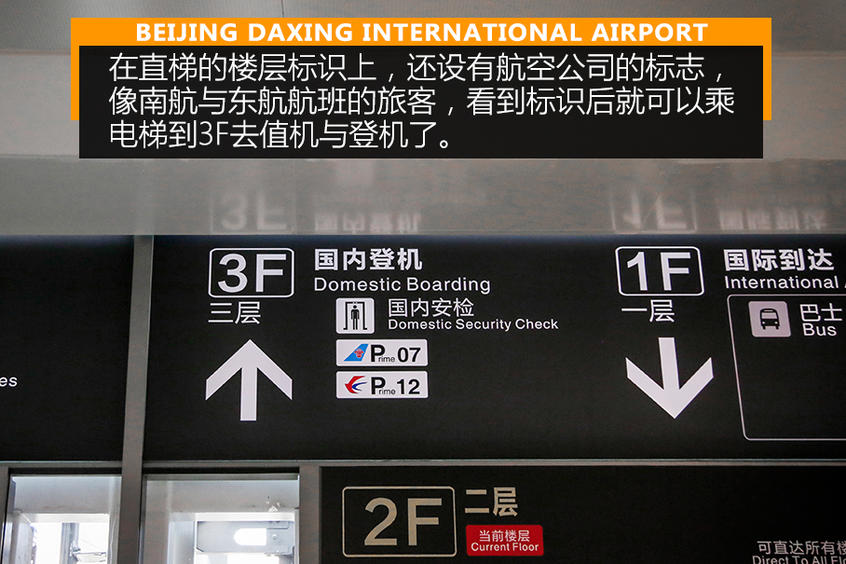 BEIJING DAXING INTERNATIONAL AIRPORT
在直梯的楼层标识上，还设有航空公司的标志，
像南航与东航航班的旅客，看到标识后就可以乘
电梯到3F去值机与登机了。
3F 国内登机
Domestic Boarding
三层
国内安检
Domestic Security Check
Prime 07
Prime 12
1F 国际到达
International
一层
巴士
Bus
es
2F 二层
当前楼层
Current Floor
可直达所有楼
Direct To All Floor